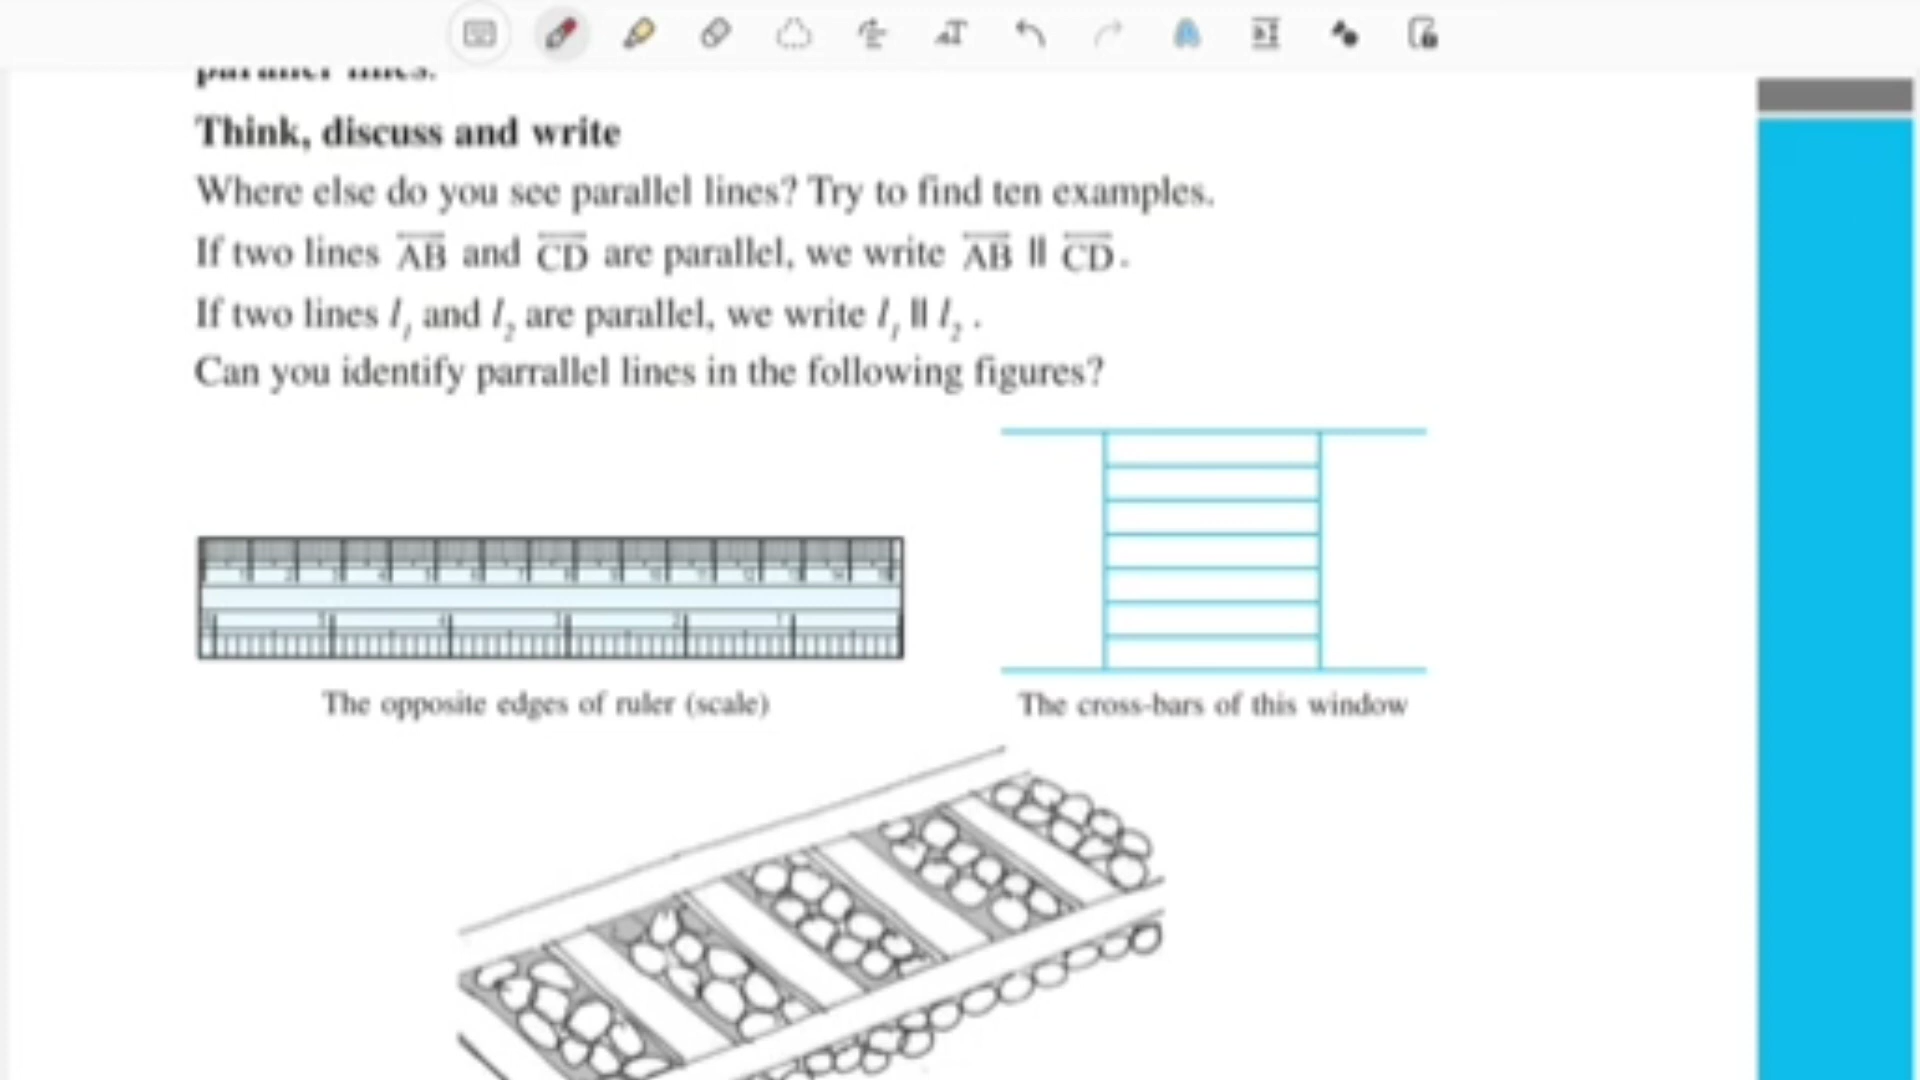 Think, discuss and write
Where else do you see parallel lines? Try to find ten examples.
If two lines AB and CD are parallel, we write AB || CD.
If two lines l₁ and l₂ are parallel, we write l₁ || l₂ .
Can you identify parrallel lines in the following figures?
The opposite edges of ruler (scale)
The cross-bars of this window